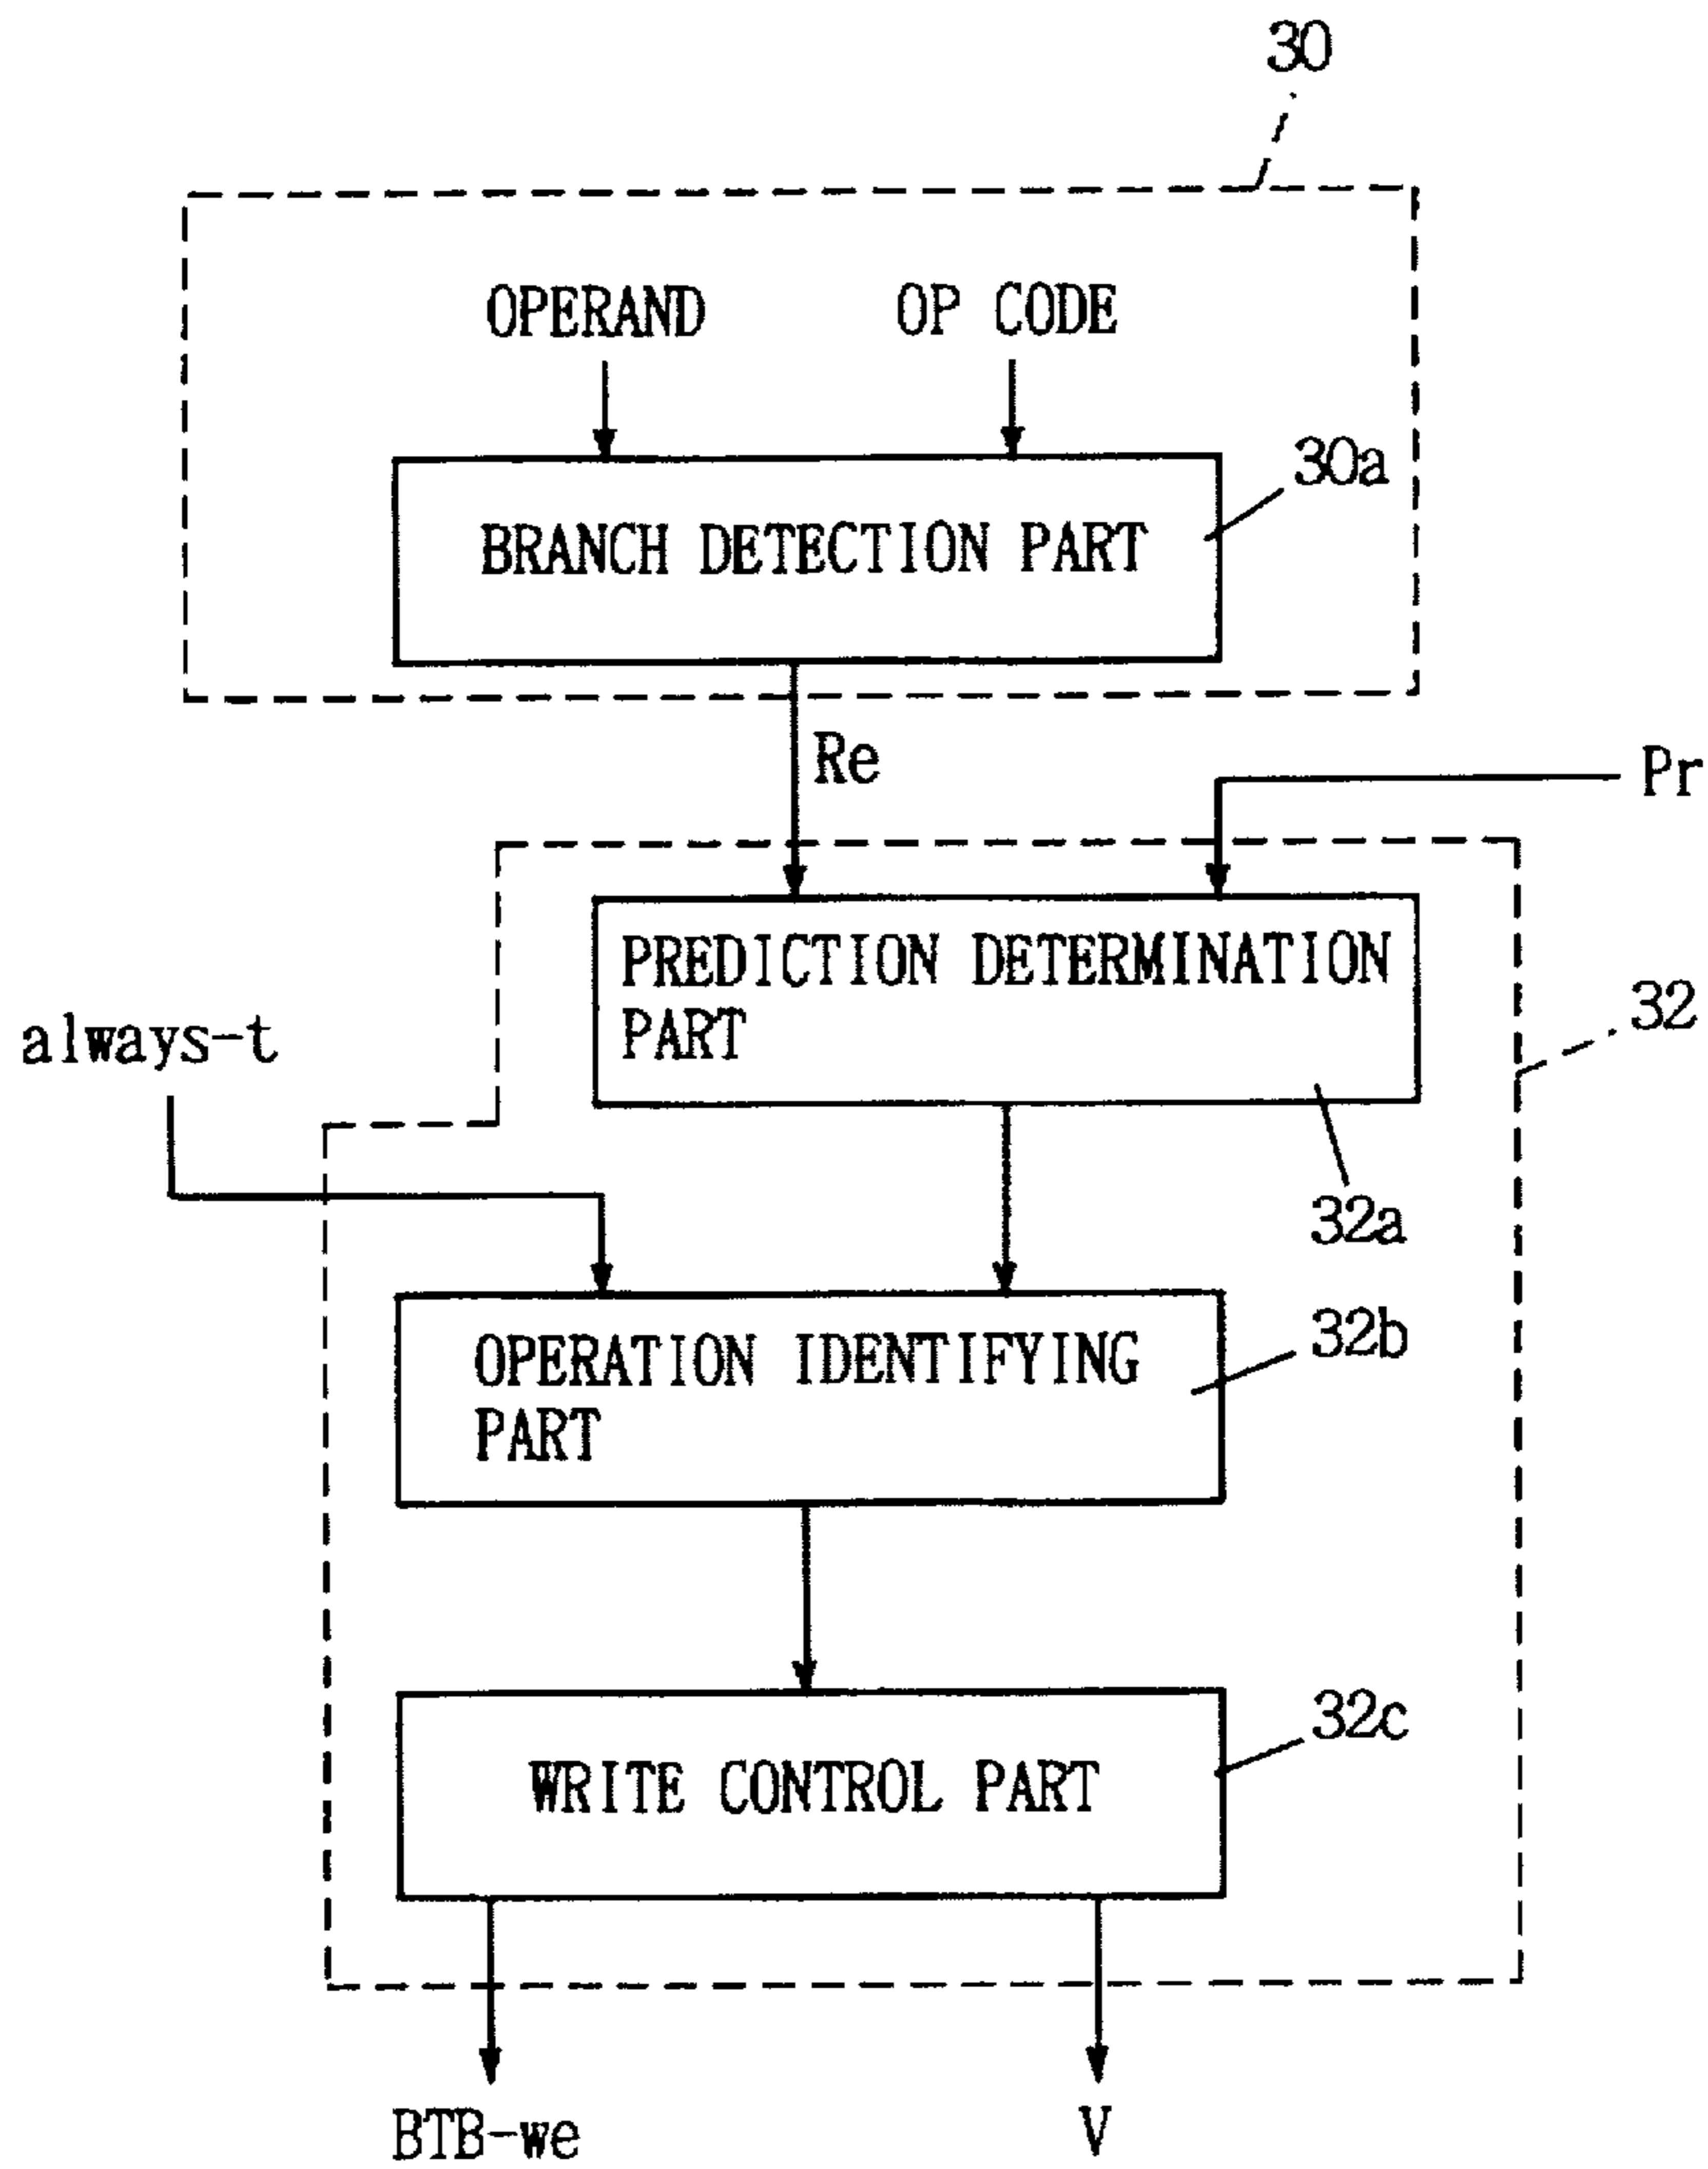 30
OPERAND
OP CODE
30a
BRANCH DETECTION PART
Re
Pr
PREDICTION DETERMINATION
PART
32
always-t
32a
OPERATION IDENTIFYING
PART
32b
32c
WRITE CONTROL PART
BTB-we
V